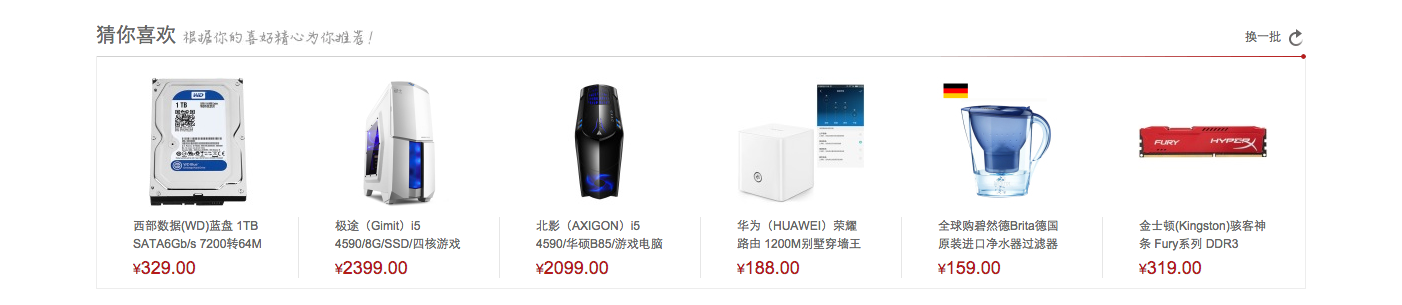 猜你喜欢 根据你的喜好精心为你推荐！
换一批
WD
1 TB
WD Blue
FURY HYPERX
西部数据(WD)蓝盘 1TB
SATA6Gb/s 7200转64M
¥329.00
极途（Gimit）i5
4590/8G/SSD/四核游戏
¥2399.00
北影（AXIGON）i5
4590/华硕B85/游戏电脑
¥2099.00
华为（HUAWEI）荣耀
路由 1200M别墅穿墙王
¥188.00
全球购碧然德Brita德国
原装进口净水器过滤器
¥159.00
金士顿(Kingston)骇客神
条 Fury系列 DDR3
¥319.00